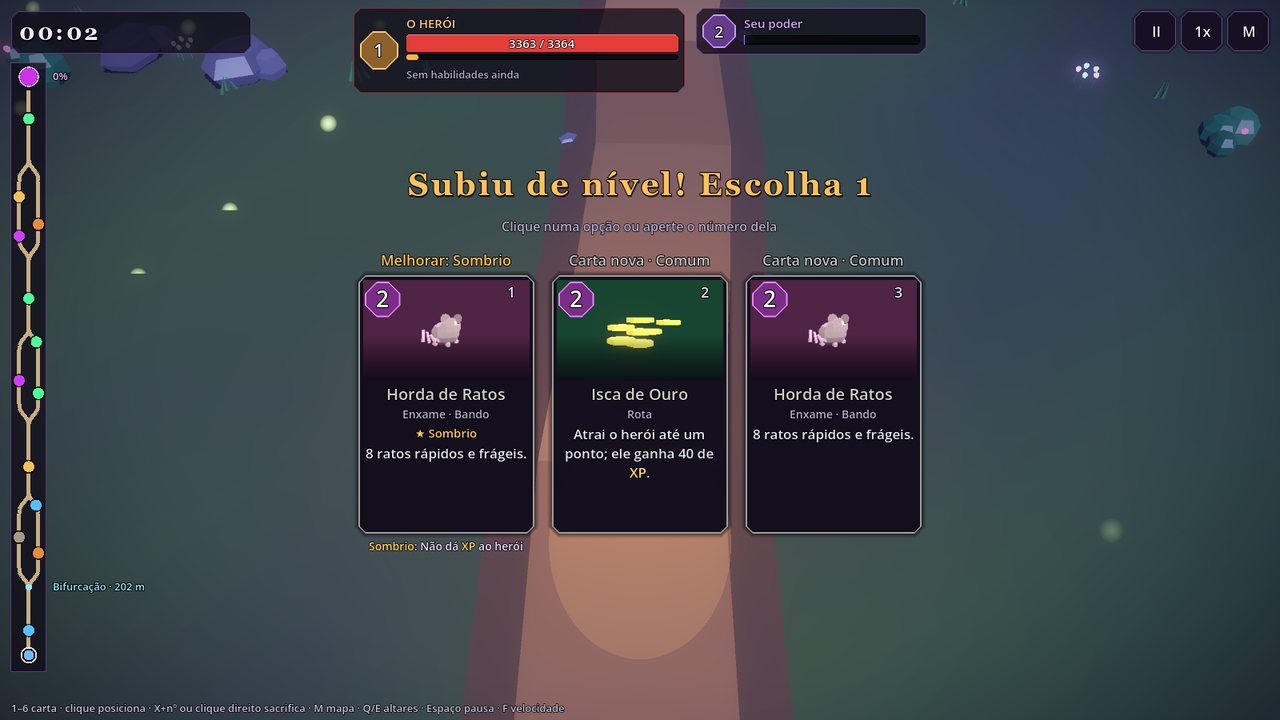 00:02
O HERÓI
1
3363 / 3364
Sem habilidades ainda
2
Seu poder
II
1x
M
0%
Subiu de nível! Escolha 1
Clique numa opção ou aperte o número dela
Melhorar: Sombrio
2
1
Horda de Ratos
Enxame · Bando
★ Sombrio
8 ratos rápidos e frágeis.
Sombrio: Não dá XP ao herói
Carta nova · Comum
2
2
Isca de Ouro
Rota
Atrai o herói até um
ponto; ele ganha 40 de
XP.
Carta nova · Comum
2
3
Horda de Ratos
Enxame · Bando
8 ratos rápidos e frágeis.
Bifurcação · 202 m
1–6 carta · clique posiciona · X+nº ou clique direito sacrifica · M mapa · Q/E altares · Espaço pausa · F velocidade